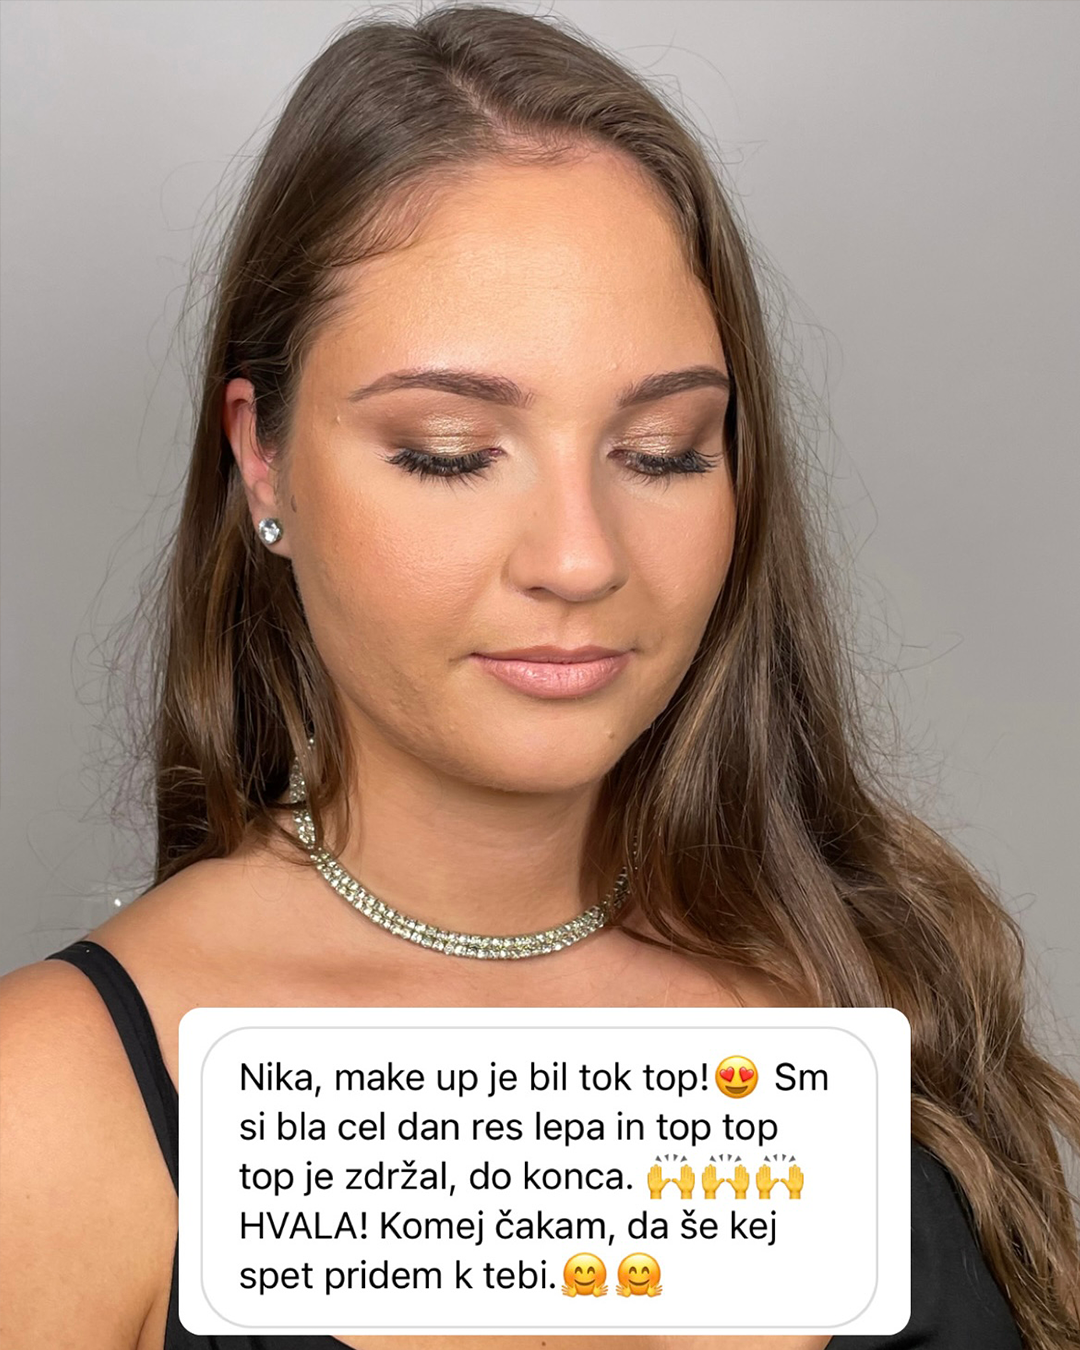 Nika, make up je bil tok top!😍 Sm
si bla cel dan res lepa in top top
top je zdržal, do konca. 🙌🙌🙌
HVALA! Komej čakam, da še kej
spet pridem k tebi.🤗🤗